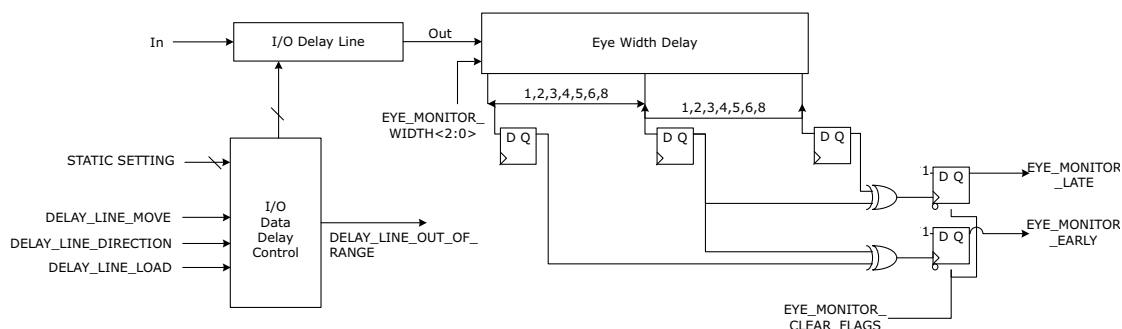 In
I/O Delay Line
Out
Eye Width Delay
1,2,3,4,5,6,8
1,2,3,4,5,6,8
EYE_MONITOR_
WIDTH<2:0>
D Q
D Q
D Q
STATIC SETTING
DELAY_LINE_MOVE
DELAY_LINE_DIRECTION
DELAY_LINE_LOAD
I/O
Data
Delay
Control
DELAY_LINE_OUT_OF_
RANGE
1
D Q
EYE_MONITOR
_LATE
1
D Q
EYE_MONITOR
_EARLY
EYE_MONITOR_
CLEAR_FLAGS